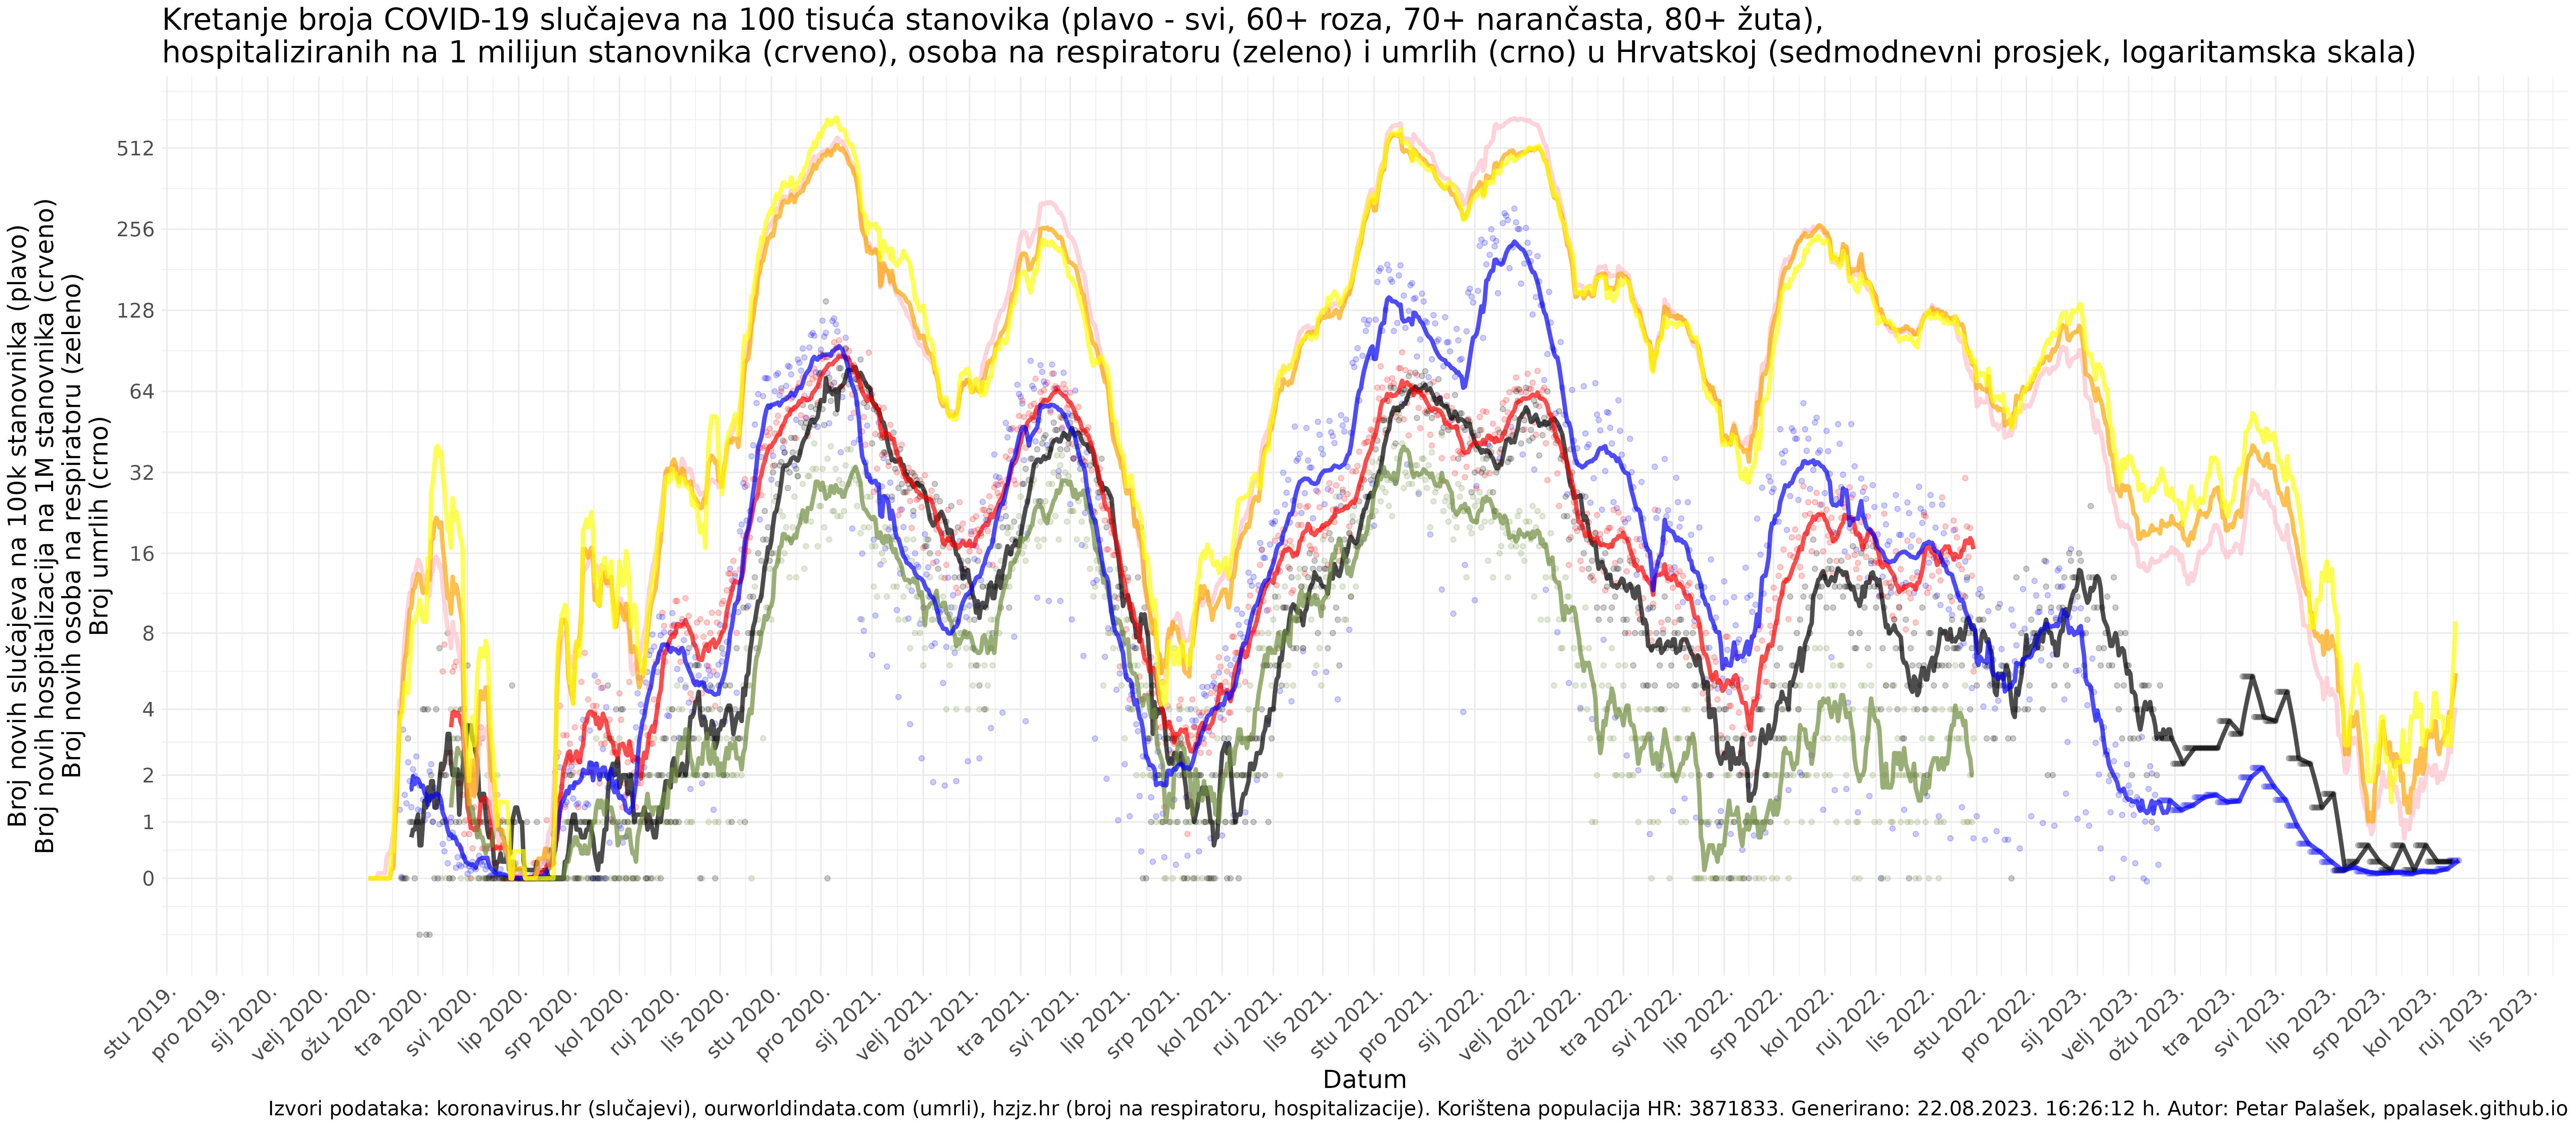 Kretanje broja COVID-19 slučajeva na 100 tisuća stanovika (plavo - svi, 60+ roza, 70+ narančasta, 80+ žuta),
hospitaliziranih na 1 milijun stanovnika (crveno), osoba na respiratoru (zeleno) i umrlih (crno) u Hrvatskoj (sedmodnevni prosjek, logaritamska skala)
Broj novih slučajeva na 100k stanovnika (plavo)
Broj novih hospitalizacija na 1M stanovnika (crveno)
Broj novih osoba na respiratoru (zeleno)
Broj umrlih (crno)
512
256
128
64
32
16
8
4
2
1
0
stu 2019.
pro 2019.
sij 2020.
velj 2020.
ožu 2020.
tra 2020.
svi 2020.
lip 2020.
srp 2020.
kol 2020.
ruj 2020.
lis 2020.
stu 2020.
pro 2020.
sij 2021.
velj 2021.
ožu 2021.
tra 2021.
svi 2021.
lip 2021.
srp 2021.
kol 2021.
ruj 2021.
lis 2021.
stu 2021.
pro 2021.
sij 2022.
velj 2022.
ožu 2022.
tra 2022.
svi 2022.
lip 2022.
srp 2022.
kol 2022.
ruj 2022.
lis 2022.
stu 2022.
pro 2022.
sij 2023.
velj 2023.
ožu 2023.
tra 2023.
svi 2023.
lip 2023.
srp 2023.
kol 2023.
ruj 2023.
lis 2023.
Datum
Izvori podataka: koronavirus.hr (slučajevi), ourworldindata.com (umrli), hzjz.hr (broj na respiratoru, hospitalizacije). Korištena populacija HR: 3871833. Generirano: 22.08.2023. 16:26:12 h. Autor: Petar Palašek, ppalasek.github.io